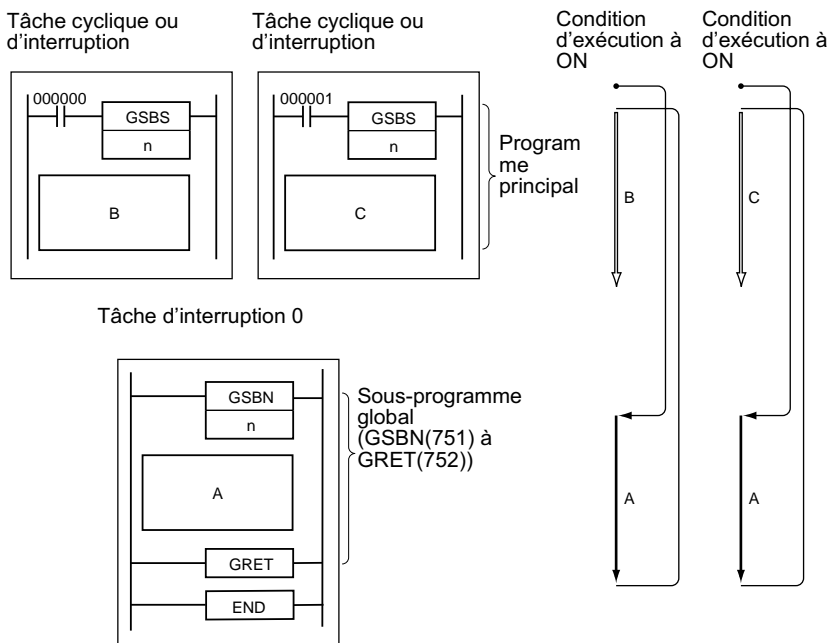 Tâche cyclique ou
d'interruption
Tâche cyclique ou
d'interruption
Condition
d'exécution à
ON
Condition
d'exécution à
ON
000000
GSBS
n
B
000001
GSBS
n
C
Program
me
principal
B
C
Tâche d'interruption 0
GSBN
n
A
GRET
END
Sous-programme
global
(GSBN(751) à
GRET(752))
A
A